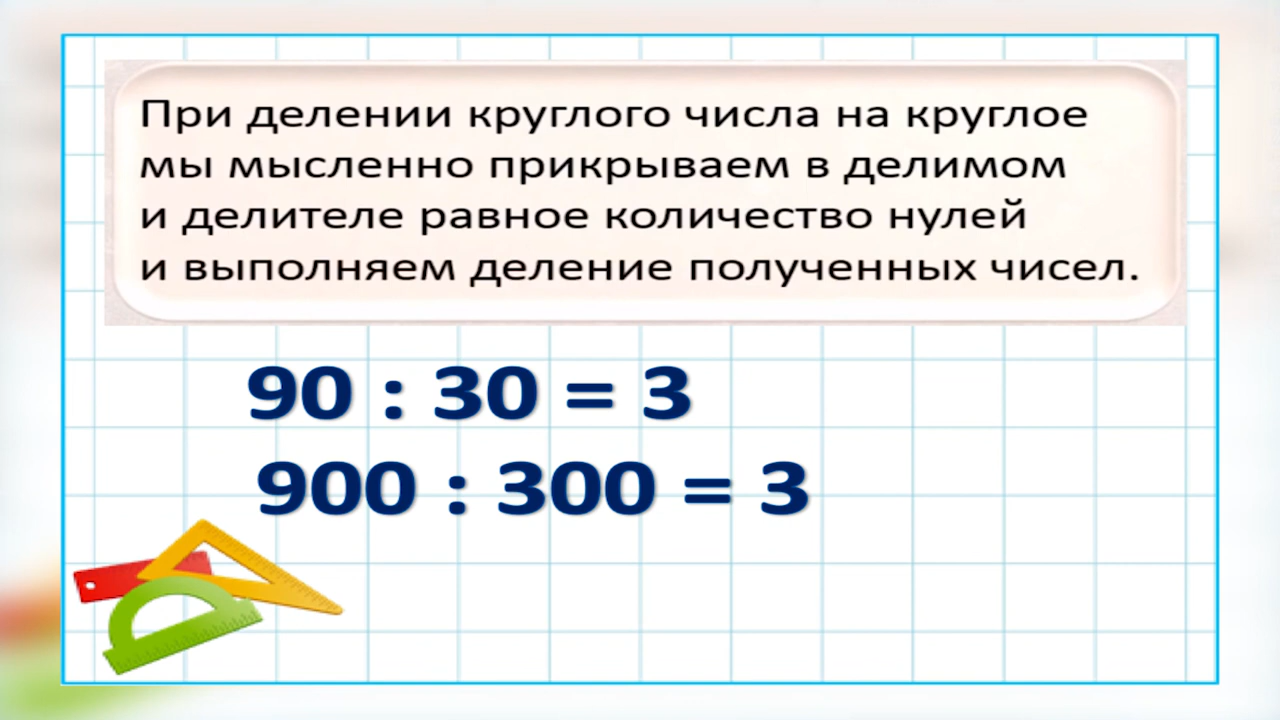 При делении круглого числа на круглое
мы мысленно прикрываем в делимом
и делителе равное количество нулей
и выполняем деление полученных чисел.
90 : 30 = 3
900 : 300 = 3